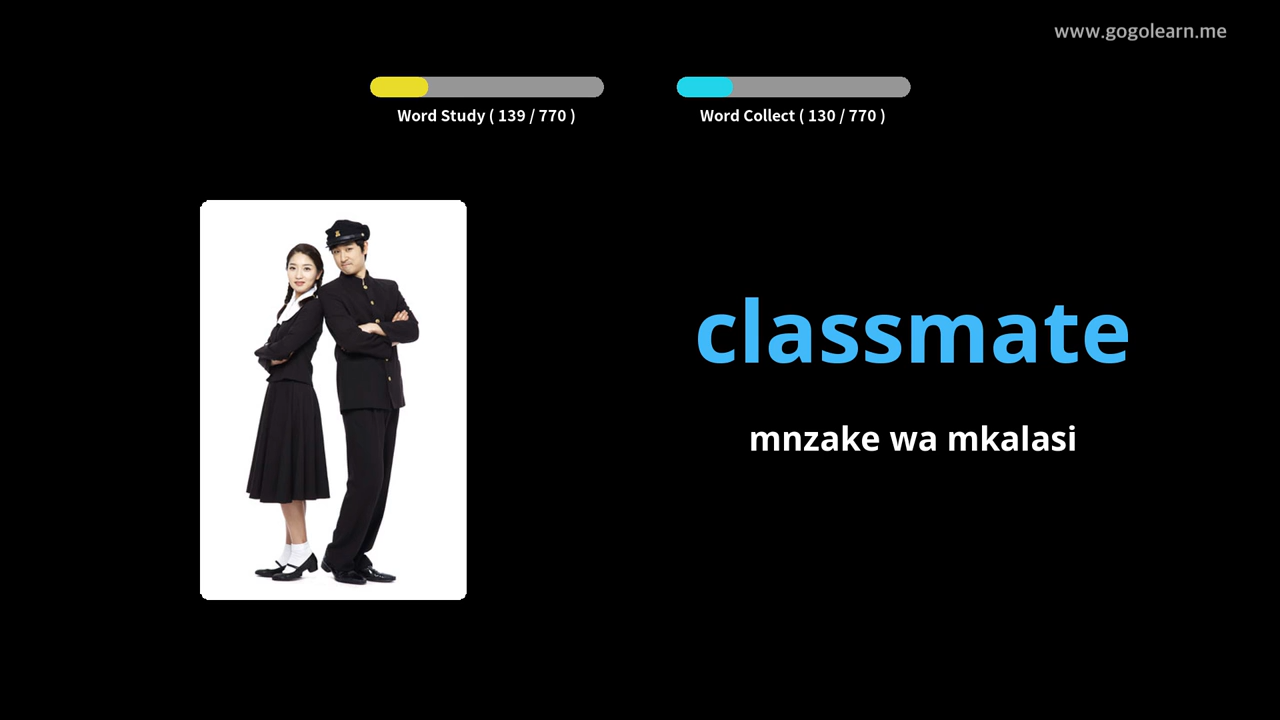 www.gogolearn.me
Word Study ( 139 / 770 )
Word Collect ( 130 / 770 )
classmate
mnzake wa mkalasi